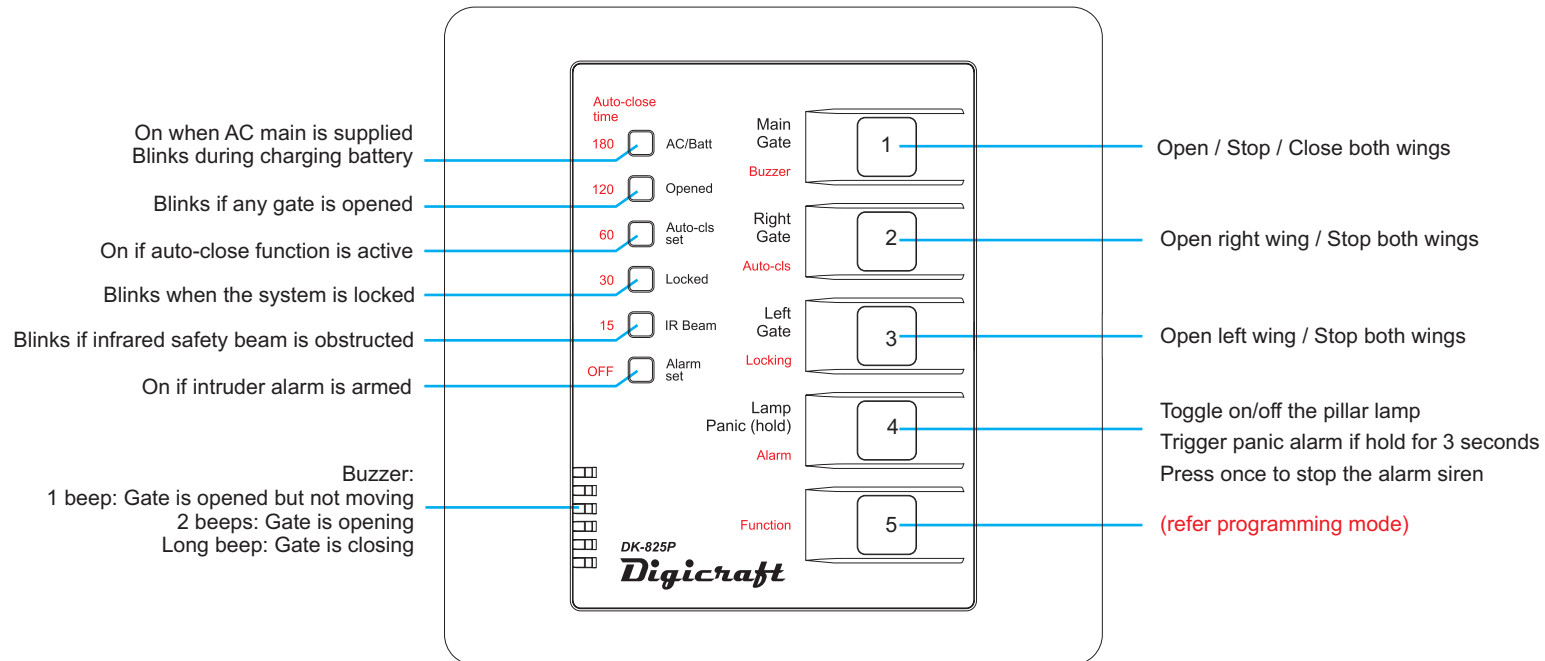 On when AC main is supplied
Blinks during charging battery
Blinks if any gate is opened
On if auto-close function is active
Blinks when the system is locked
Blinks if infrared safety beam is obstructed
On if intruder alarm is armed
Buzzer:
1 beep: Gate is opened but not moving
2 beeps: Gate is opening
Long beep: Gate is closing
Auto-close
time
180 AC/Batt
120 Opened
60 Auto-cls
set
30 Locked
15 IR Beam
OFF Alarm
set
DK-825P
Digicraft
Main
Gate
Buzzer
1
Right
Gate
Auto-cls
2
Left
Gate
Locking
3
Lamp
Panic (hold)
Alarm
4
Function
5
Open / Stop / Close both wings
Open right wing / Stop both wings
Open left wing / Stop both wings
Toggle on/off the pillar lamp
Trigger panic alarm if hold for 3 seconds
Press once to stop the alarm siren
(refer programming mode)